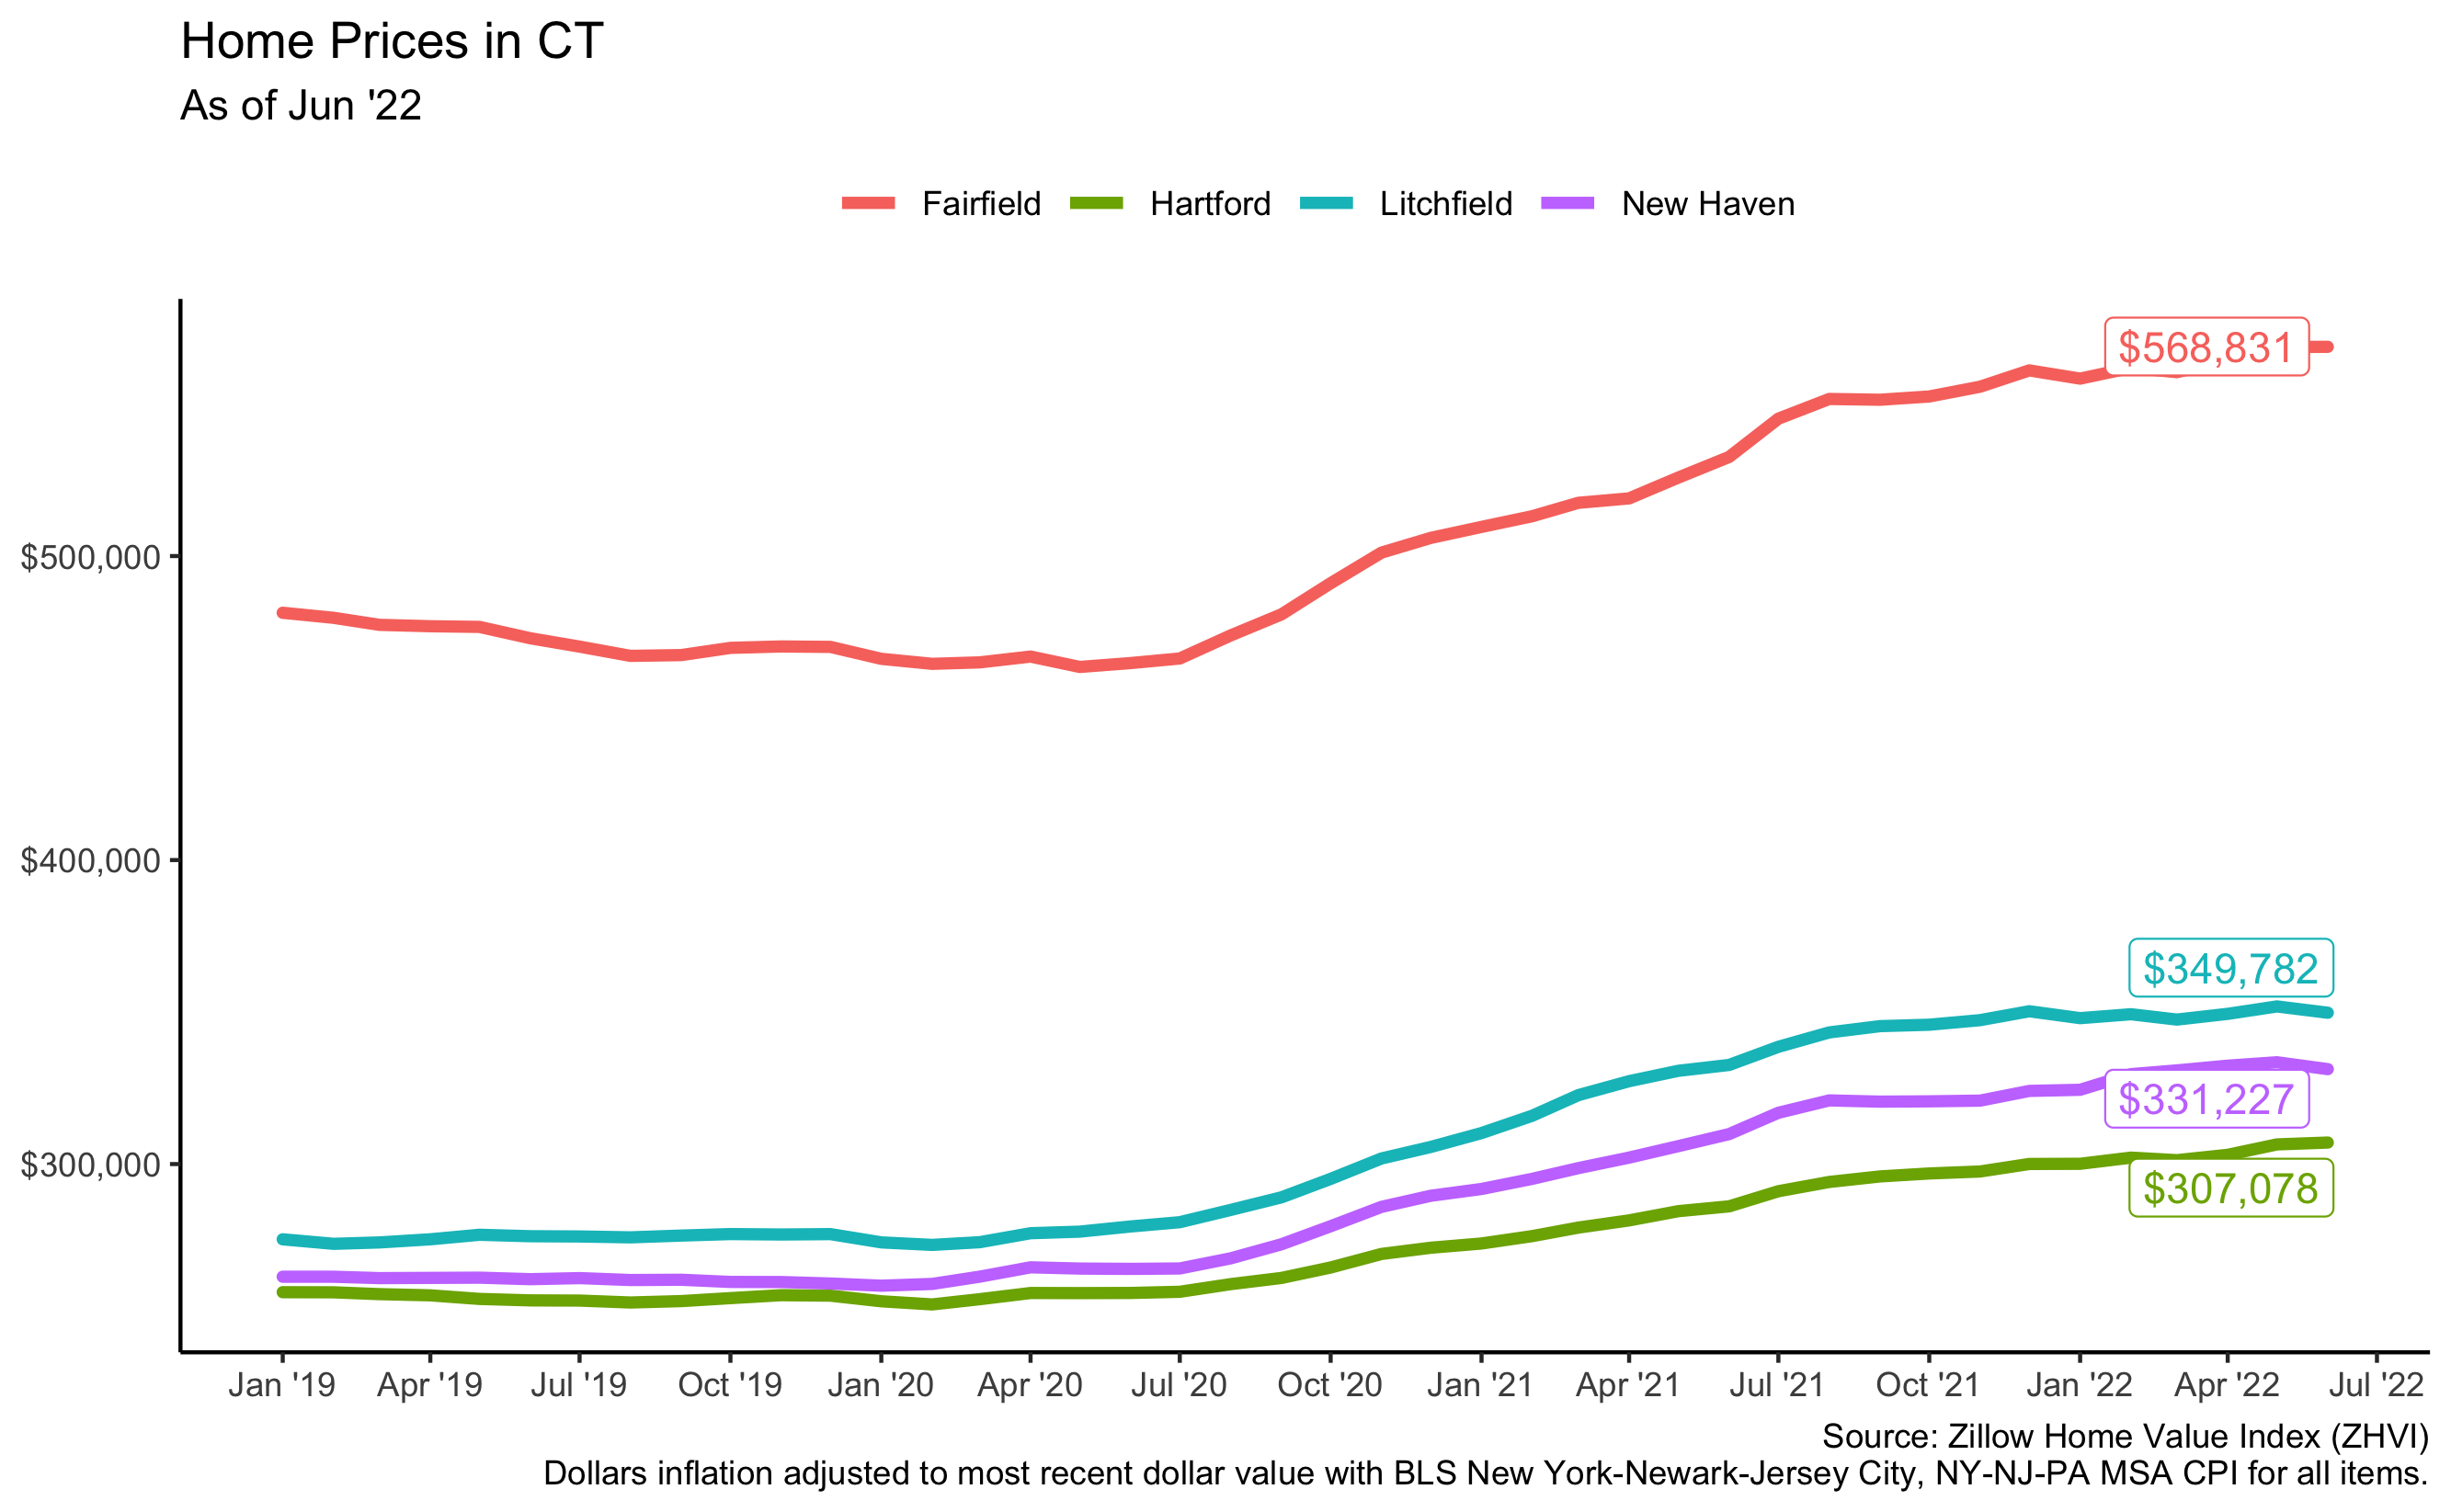 Home Prices in CT
As of Jun '22
Fairfield Hartford Litchfield New Haven
$568,831
$500,000
$400,000
$349,782
$331,227
$300,000
$307,078
Jan '19 Apr '19 Jul '19 Oct '19 Jan '20 Apr '20 Jul '20 Oct '20 Jan '21 Apr '21 Jul '21 Oct '21 Jan '22 Apr '22 Jul '22
Source: Zillow Home Value Index (ZHVI)
Dollars inflation adjusted to most recent dollar value with BLS New York-Newark-Jersey City, NY-NJ-PA MSA CPI for all items.